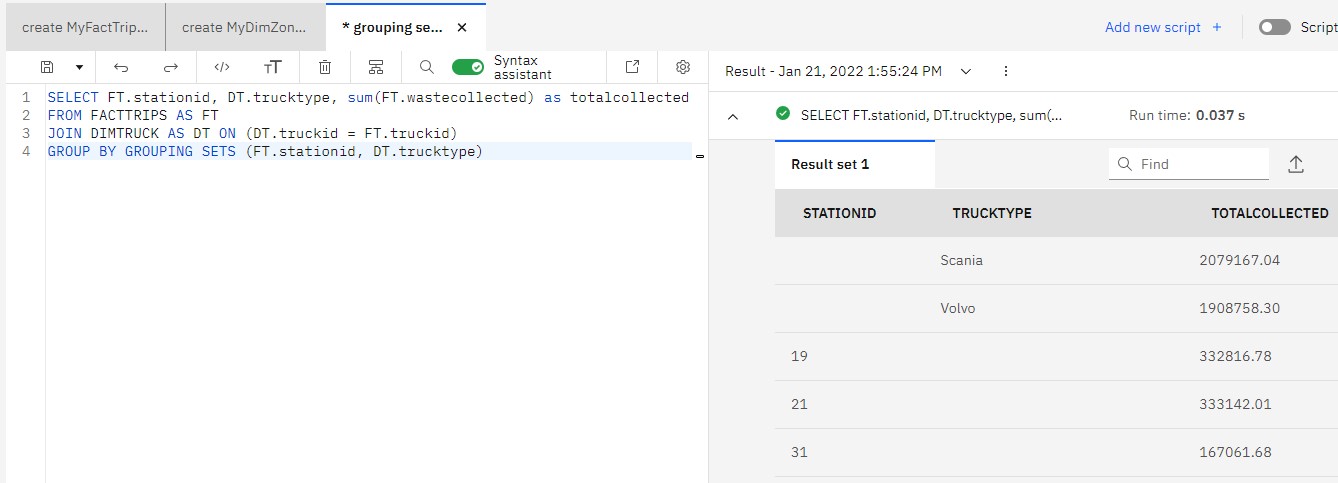 create MyFactTrip... create MyDimZon... * grouping se... ×
Add new script + Script
Syntax assistant
Result - Jan 21, 2022 1:55:24 PM
1 SELECT FT.stationid, DT.trucktype, sum(FT.wastecollected) as totalcollected
2 FROM FACTTRIPS AS FT
3 JOIN DIMTRUCK AS DT ON (DT.truckid = FT.truckid)
4 GROUP BY GROUPING SETS (FT.stationid, DT.trucktype)
SELECT FT.stationid, DT.trucktype, sum(... Run time: 0.037 s
Result set 1 Find
STATIONID TRUCKTYPE TOTALCOLLECTED
Scania 2079167.04
Volvo 1908758.30
19 332816.78
21 333142.01
31 167061.68